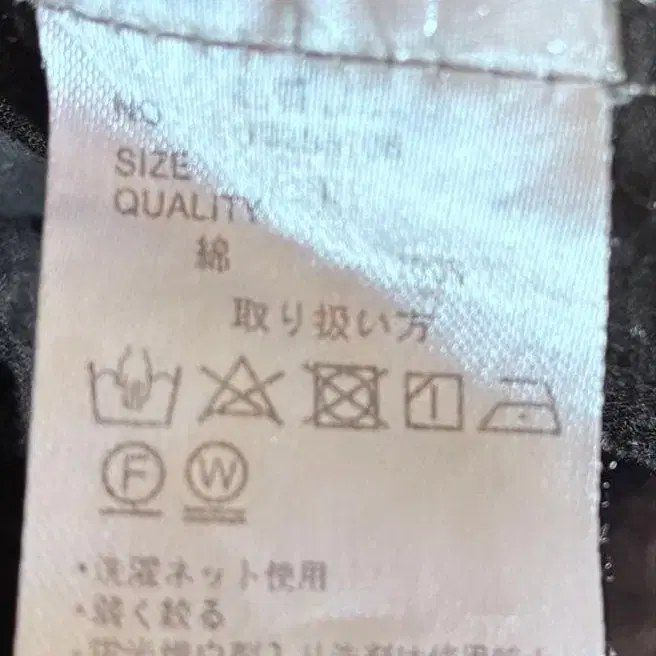 NO
SIZE L
QUALITY
綿 100%
取り扱い方
F W
・洗濯ネット使用
・弱く絞る